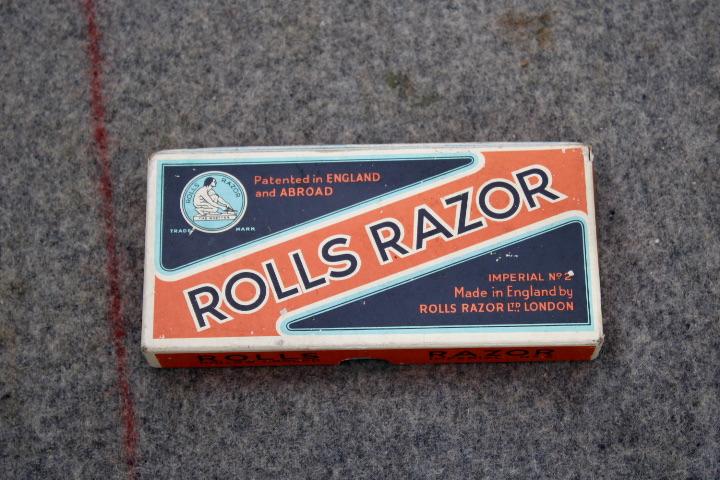 Patented in ENGLAND
and ABROAD
ROLLS RAZOR
TRADE MARK
ROLLS RAZOR
IMPERIAL Nº 2
Made in England by
ROLLS RAZOR LTD LONDON
ROLLS RAZOR